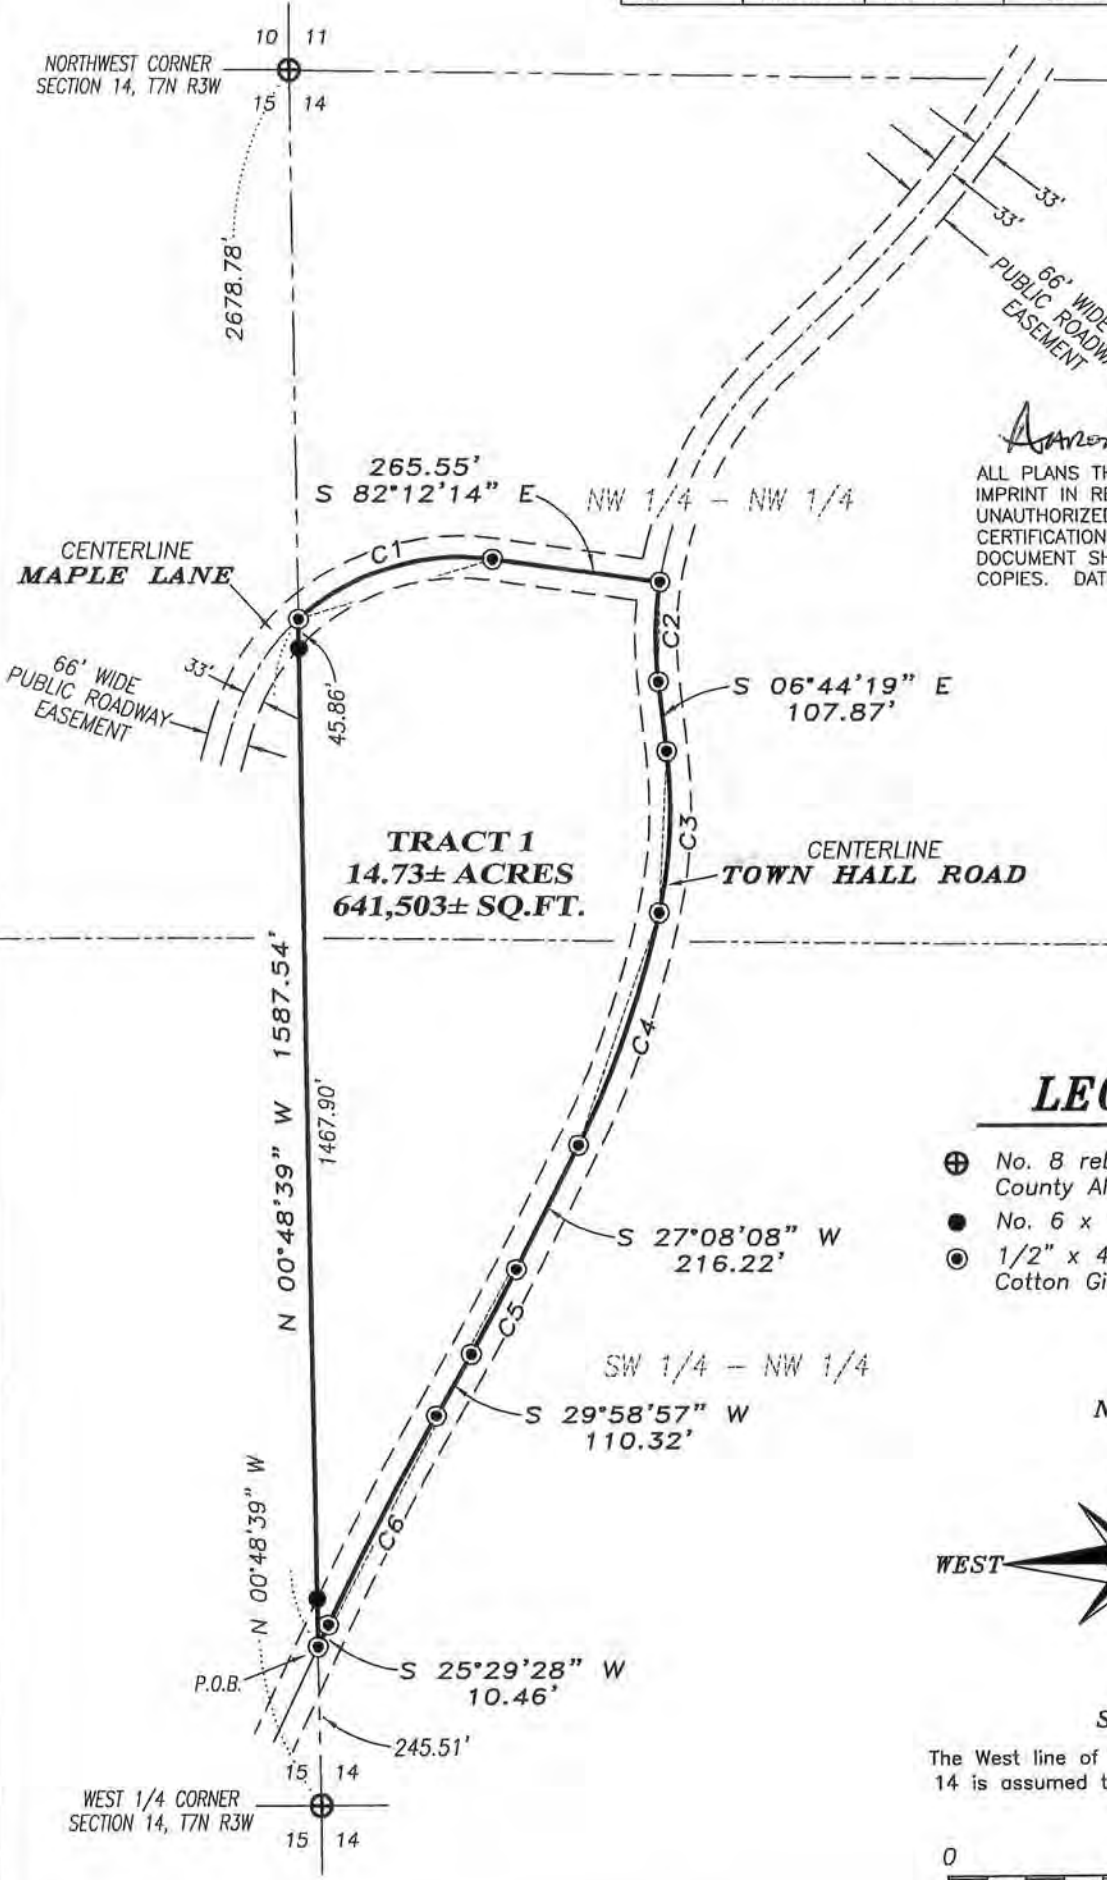 10 11
NORTHWEST CORNER
SECTION 14, T7N R3W
15 14
2678.78'
33'
33'
66' WIDE
PUBLIC ROADWA
EASEMENT
ALL PLANS TH
IMPRINT IN RE
UNAUTHORIZED
CERTIFICATION
DOCUMENT SH
COPIES. DAT
265.55'
S 82°12'14" E
NW 1/4 - NW 1/4
C1
CENTERLINE
MAPLE LANE
C2
66' WIDE
PUBLIC ROADWAY
EASEMENT
33'
45.86'
S 06°44'19" E
107.87'
TRACT 1
14.73± ACRES
641,503± SQ.FT.
C3
CENTERLINE
TOWN HALL ROAD
N 00°48'39" W 1587.54'
1467.90'
C4
LEG
No. 8 reb
County Al
No. 6 x
1/2" x 4
Cotton Gi
S 27°08'08" W
216.22'
C5
SW 1/4 - NW 1/4
S 29°58'57" W
110.32'
N
N 00°48'39" W
C6
WEST
P.O.B.
S 25°29'28" W
10.46'
245.51'
S
The West line of
14 is assumed t
15 14
WEST 1/4 CORNER
SECTION 14, T7N R3W
15 14
0